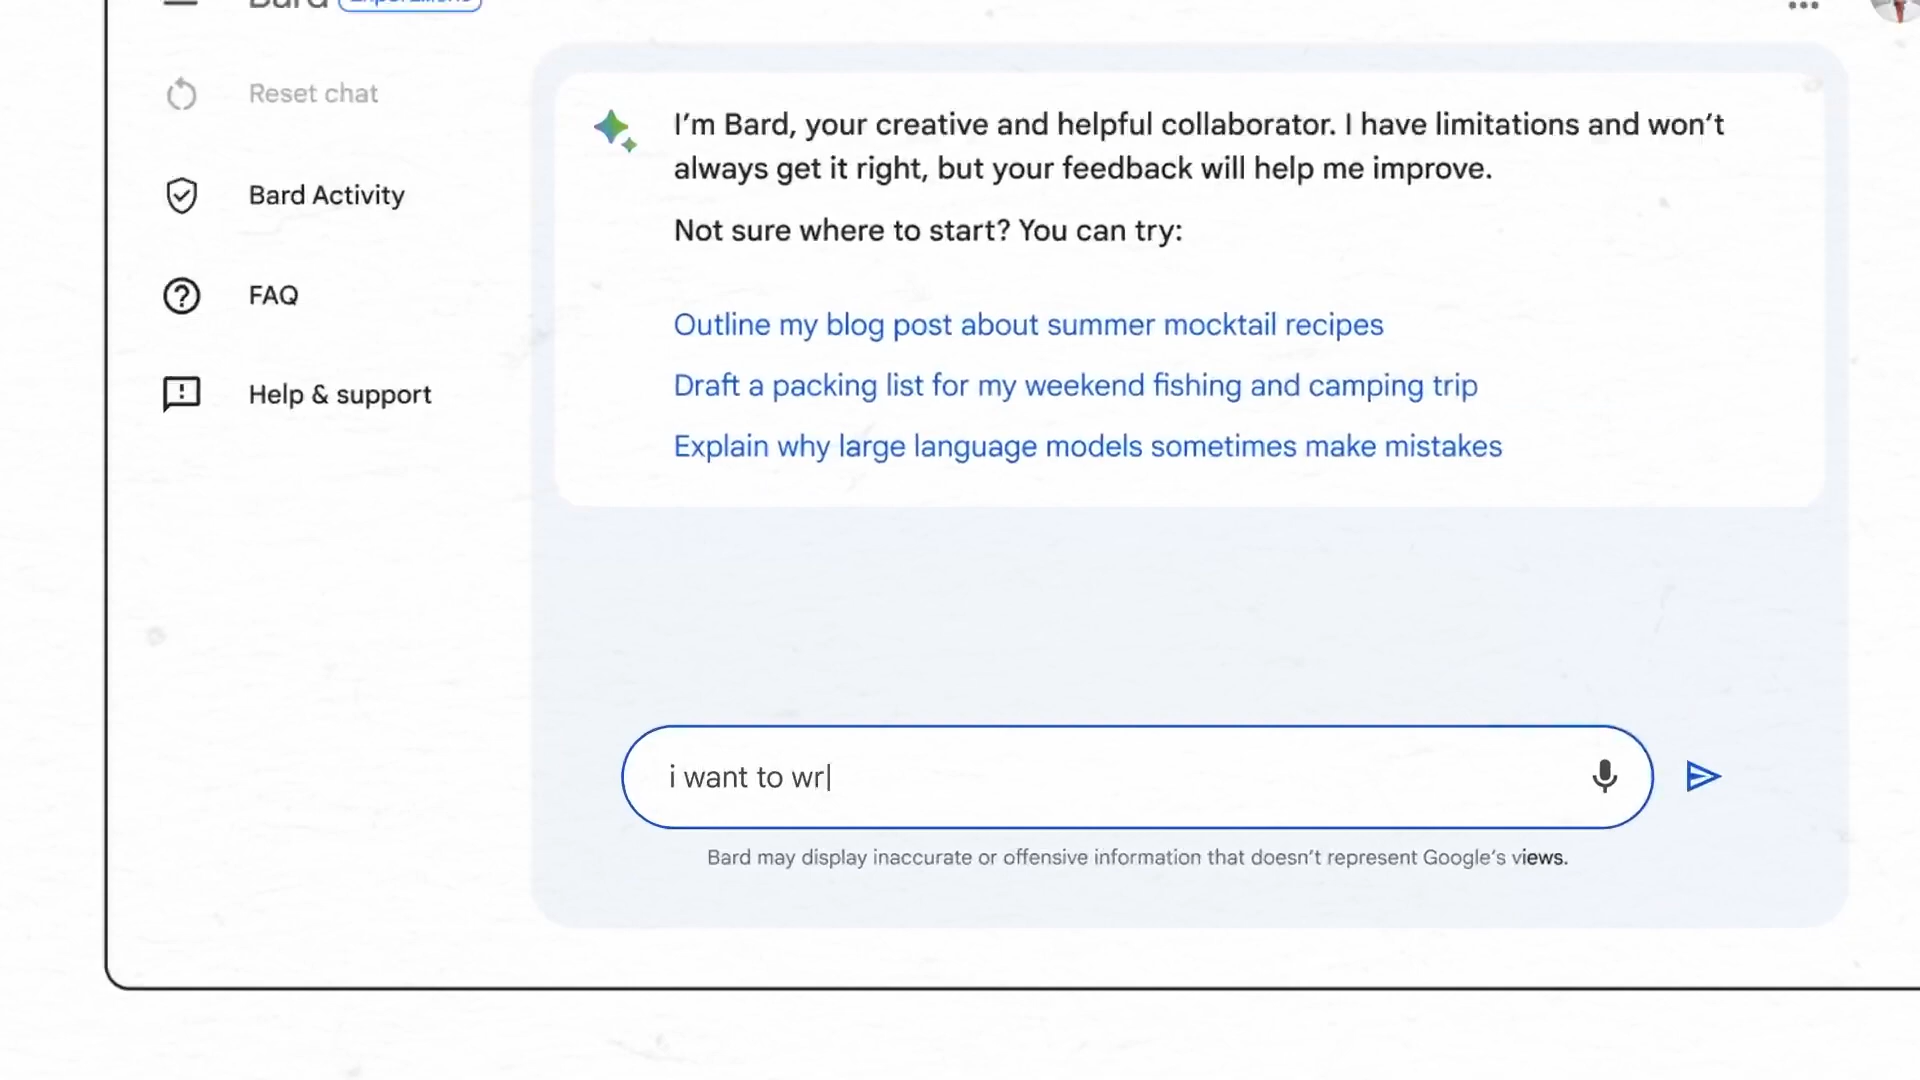 Bard
Reset chat
Bard Activity
FAQ
Help & support
I’m Bard, your creative and helpful collaborator. I have limitations and won’t
always get it right, but your feedback will help me improve.
Not sure where to start? You can try:
Outline my blog post about summer mocktail recipes
Draft a packing list for my weekend fishing and camping trip
Explain why large language models sometimes make mistakes
i want to wr
Bard may display inaccurate or offensive information that doesn’t represent Google’s views.